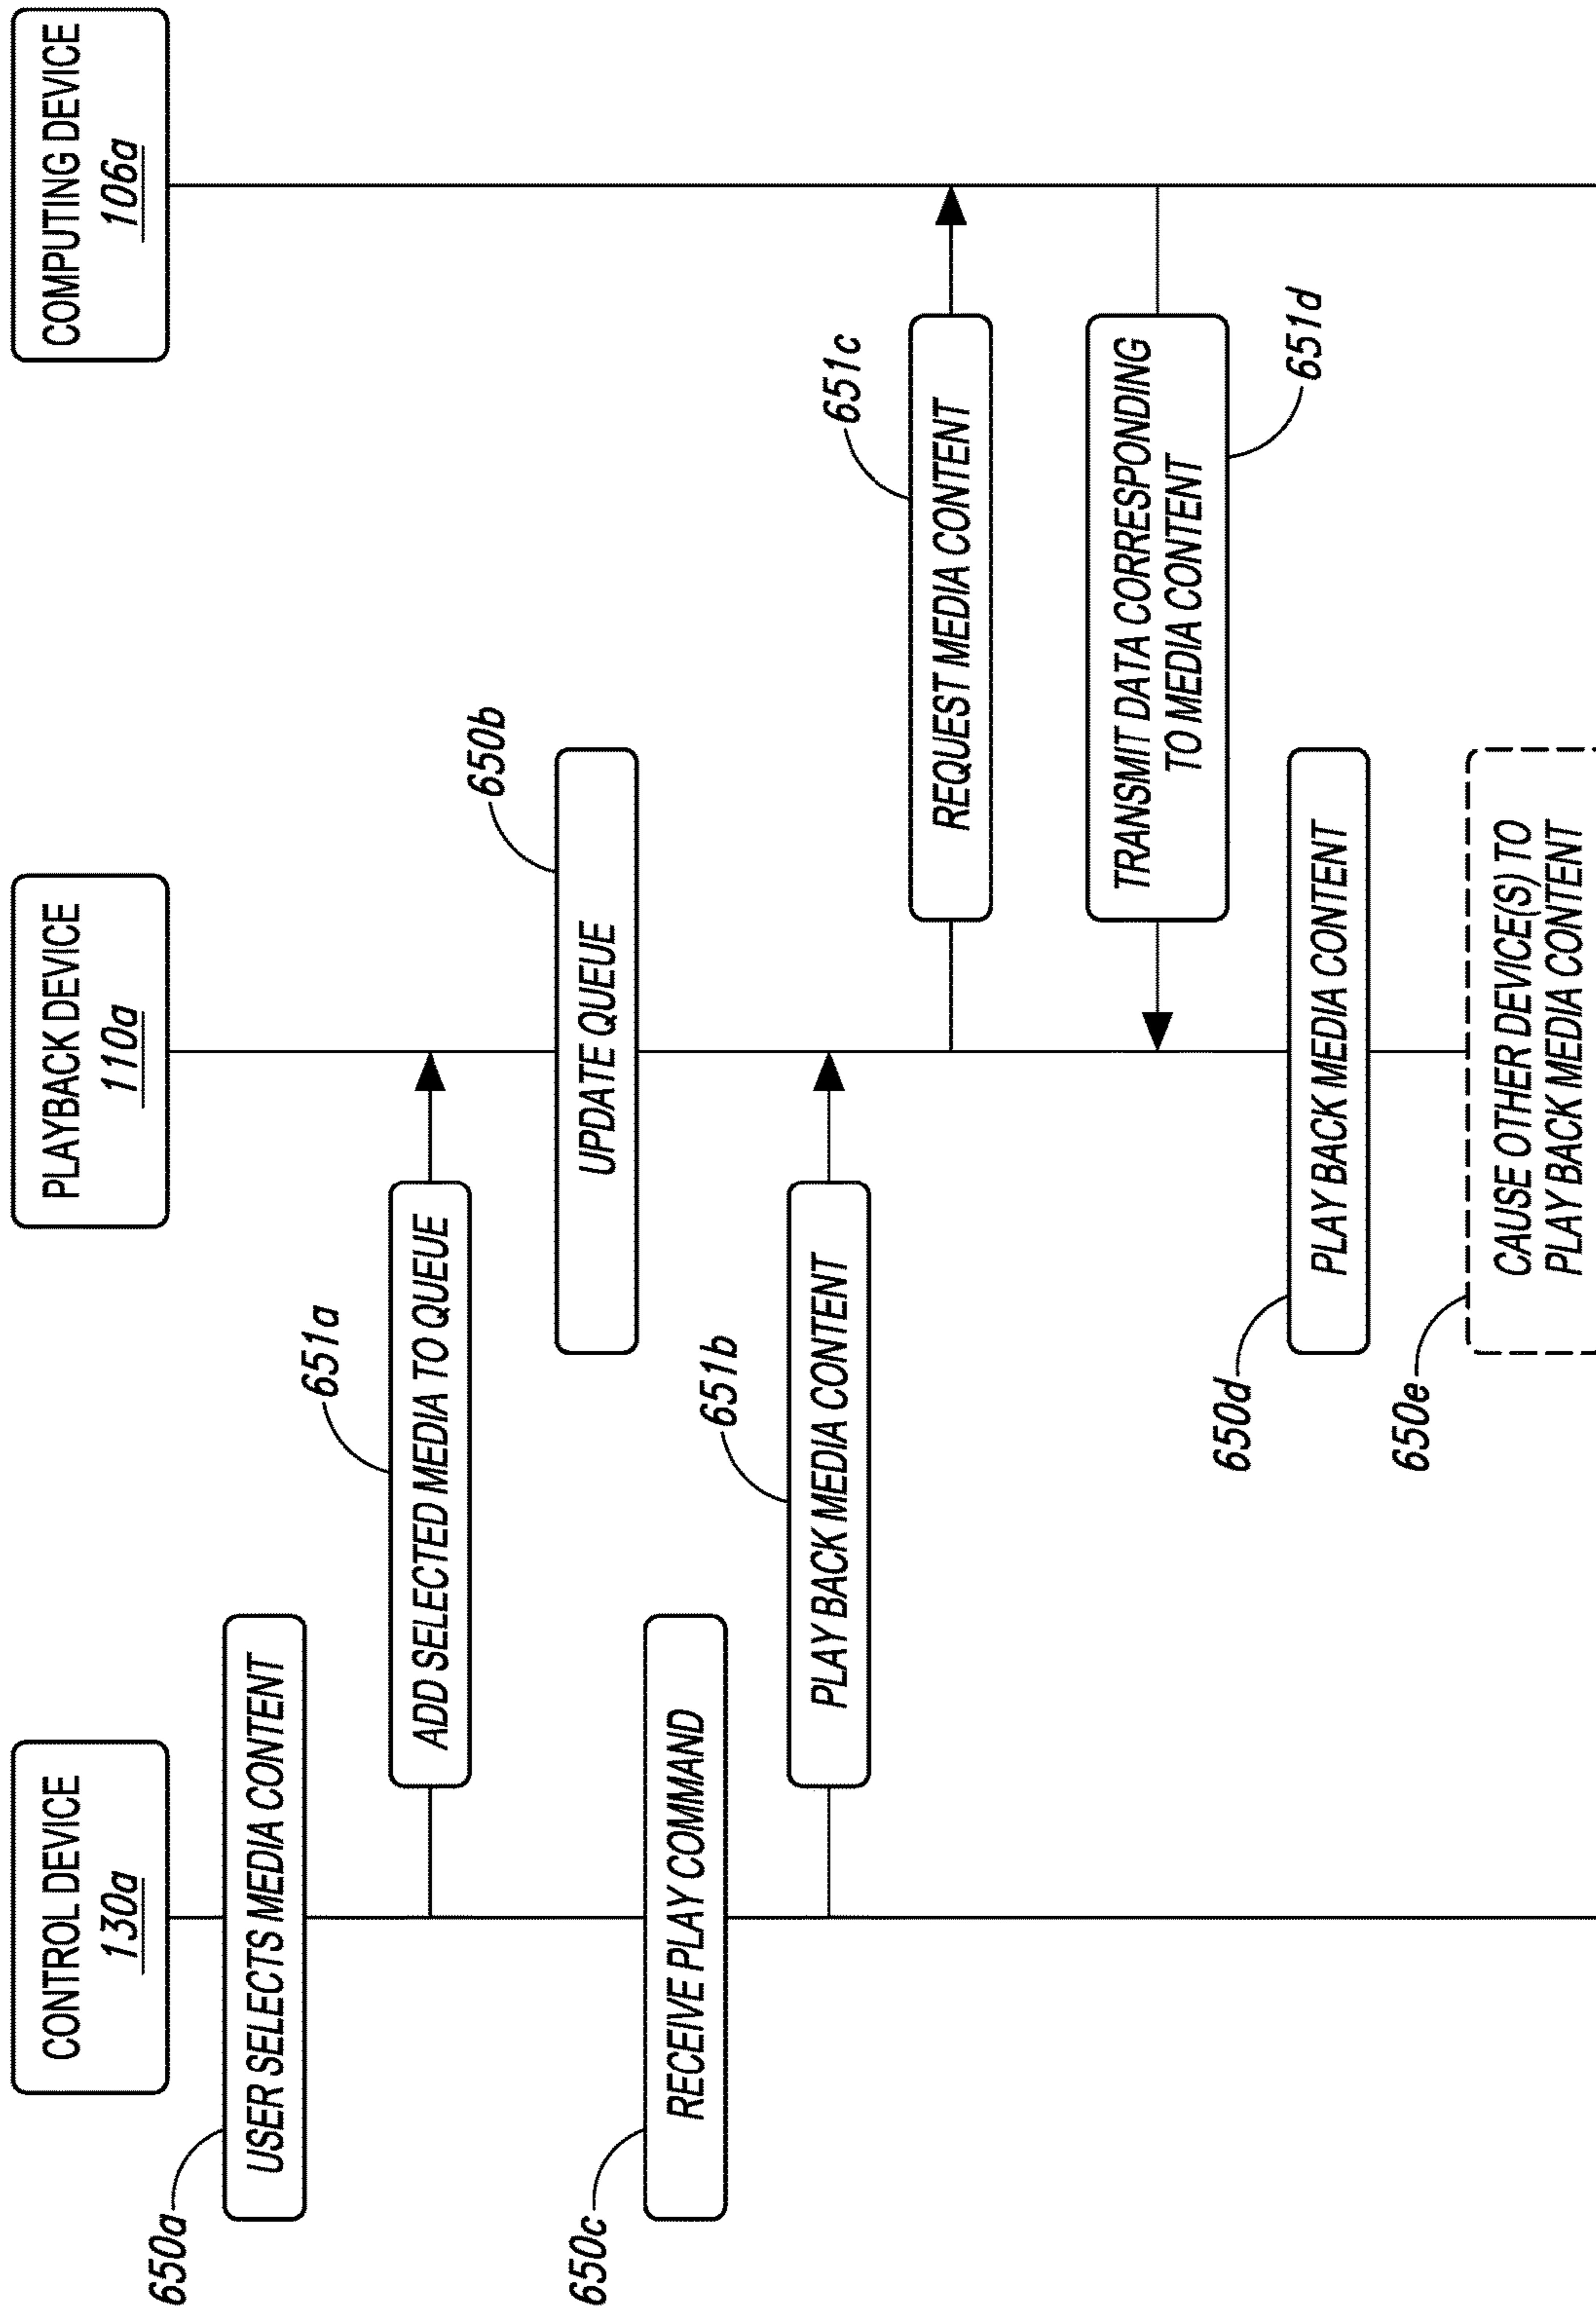 CONTROL DEVICE
130a
PLAYBACK DEVICE
110a
COMPUTING DEVICE
106a
650a
USER SELECTS MEDIA CONTENT
651a
ADD SELECTED MEDIA TO QUEUE
650b
UPDATE QUEUE
650c
RECEIVE PLAY COMMAND
651b
PLAY BACK MEDIA CONTENT
651c
REQUEST MEDIA CONTENT
TRANSMIT DATA CORRESPONDING
TO MEDIA CONTENT
651d
650d
PLAY BACK MEDIA CONTENT
650e
CAUSE OTHER DEVICE(S) TO
PLAY BACK MEDIA CONTENT